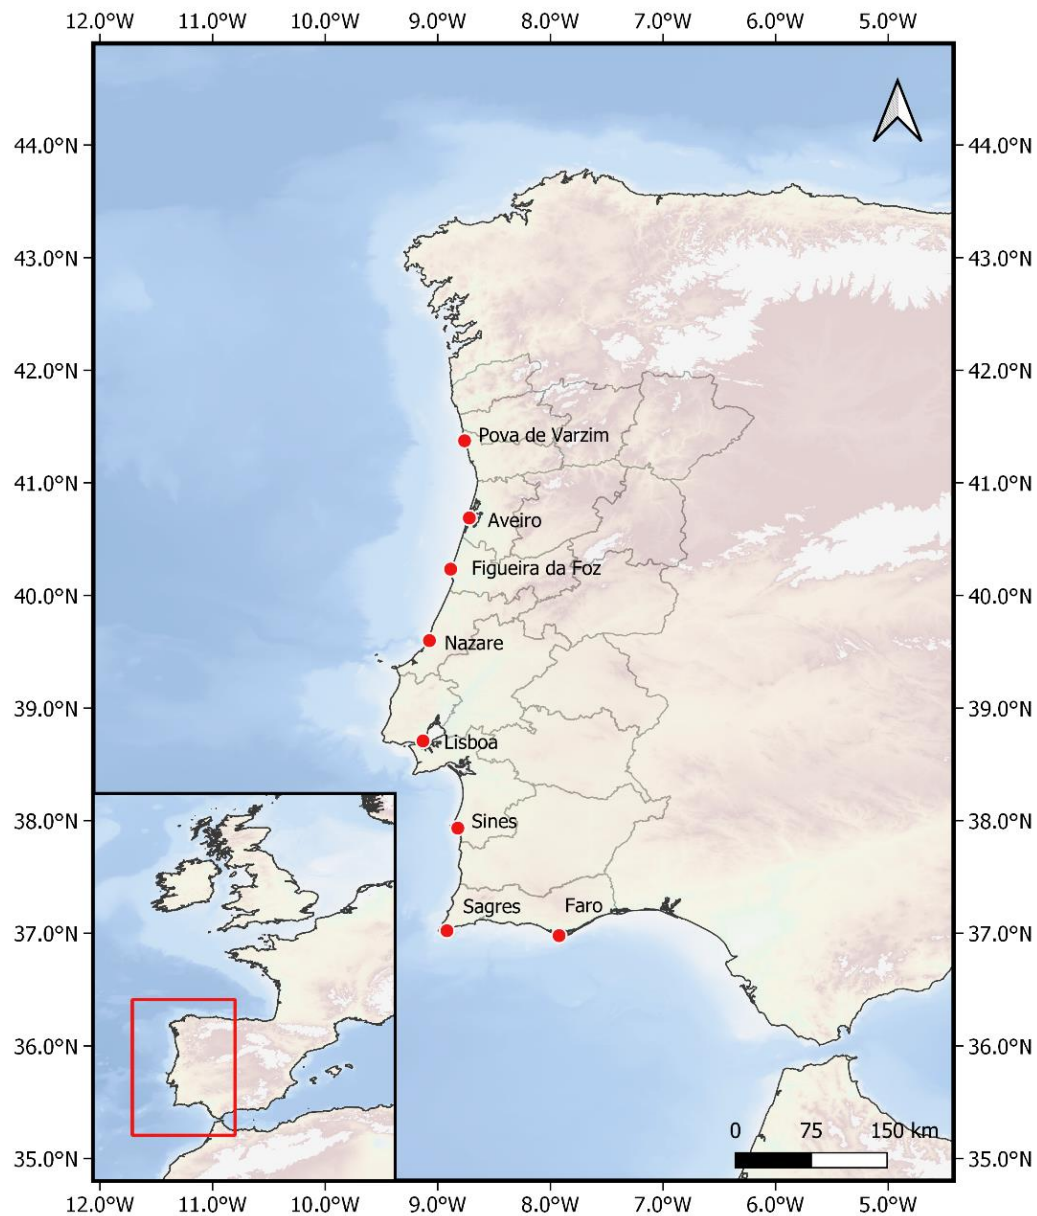 12.0°W 11.0°W 10.0°W 9.0°W 8.0°W 7.0°W 6.0°W 5.0°W
44.0°N 44.0°N
43.0°N 43.0°N
42.0°N 42.0°N
Pova de Varzim
41.0°N 41.0°N
Aveiro
Figueira da Foz
40.0°N 40.0°N
Nazare
39.0°N 39.0°N
Lisboa
38.0°N Sines 38.0°N
Sagres Faro
37.0°N 37.0°N
36.0°N 36.0°N
0 75 150 km
35.0°N 35.0°N
12.0°W 11.0°W 10.0°W 9.0°W 8.0°W 7.0°W 6.0°W 5.0°W